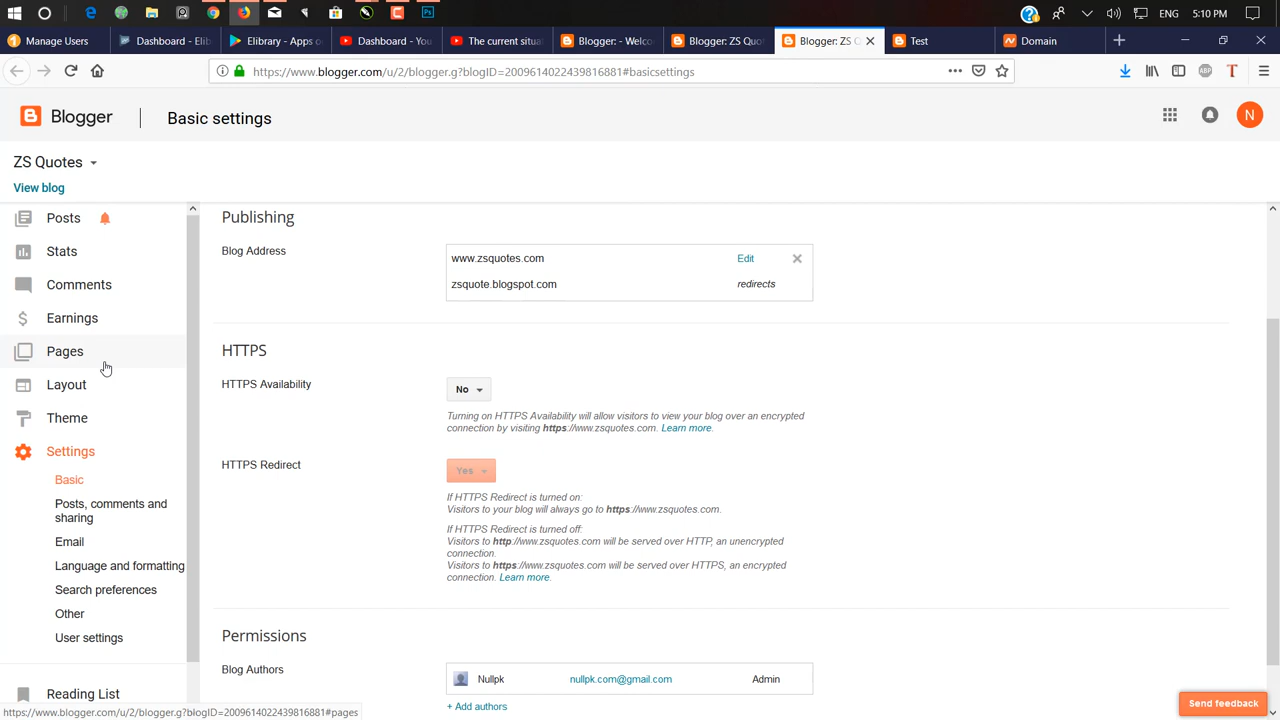 ENG 5:10 PM
Manage Users
Dashboard - Elib
Elibrary - Apps o
Dashboard - You
The current situat
Blogger: - Welco
Blogger: ZS Quo
Blogger: ZS Q
Test
Domain
https://www.blogger.com/u/2/blogger.g?blogID=2009614022439816881#basicsettings
ABP
Blogger
Basic settings
N
ZS Quotes
View blog
Posts
Stats
Comments
Earnings
Pages
Layout
Theme
Settings
Basic
Posts, comments and
sharing
Email
Language and formatting
Search preferences
Other
User settings
Reading List
Publishing
Blog Address
www.zsquotes.com Edit
zsquote.blogspot.com redirects
HTTPS
HTTPS Availability
No
Turning on HTTPS Availability will allow visitors to view your blog over an encrypted
connection by visiting https://www.zsquotes.com. Learn more.
HTTPS Redirect
Yes
If HTTPS Redirect is turned on:
Visitors to your blog will always go to https://www.zsquotes.com.
If HTTPS Redirect is turned off:
Visitors to http://www.zsquotes.com will be served over HTTP, an unencrypted
connection.
Visitors to https://www.zsquotes.com will be served over HTTPS, an encrypted
connection. Learn more.
Permissions
Blog Authors
Nullpk nullpk.com@gmail.com Admin
+ Add authors
Send feedback
https://www.blogger.com/u/2/blogger.g?blogID=2009614022439816881#pages